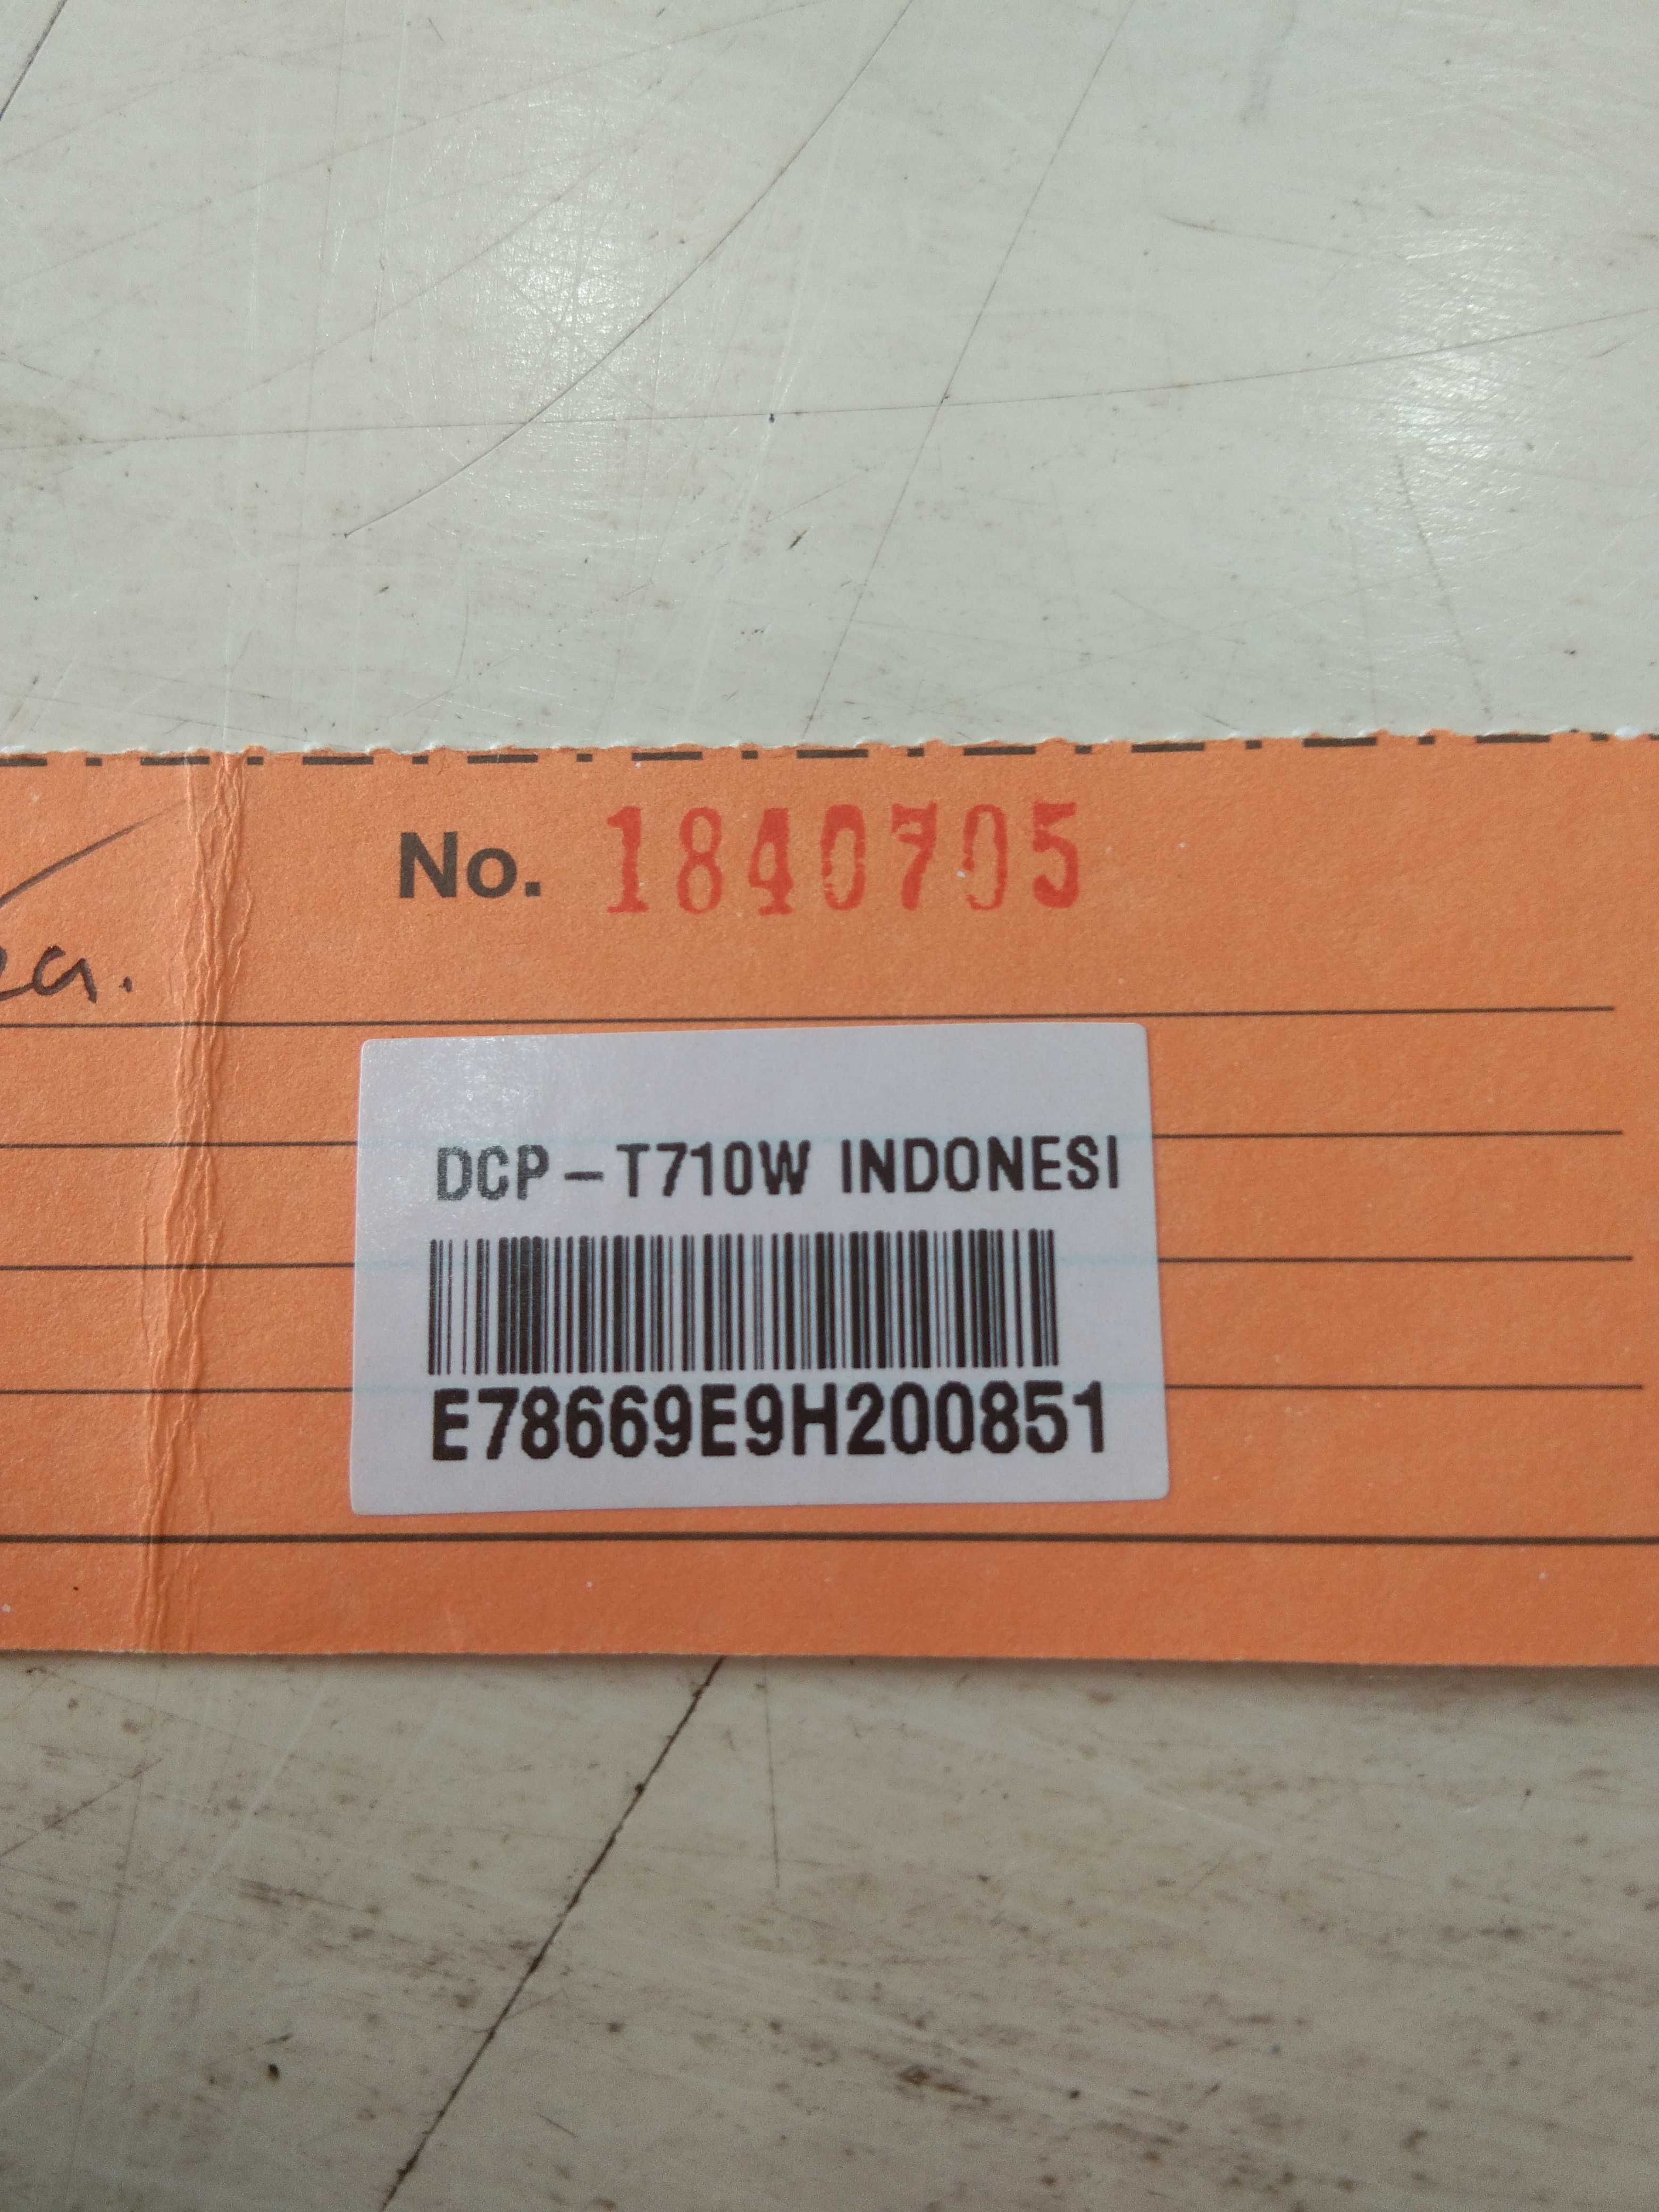 No. 1840705
DCP-T710W INDONESI
E78669E9H200851